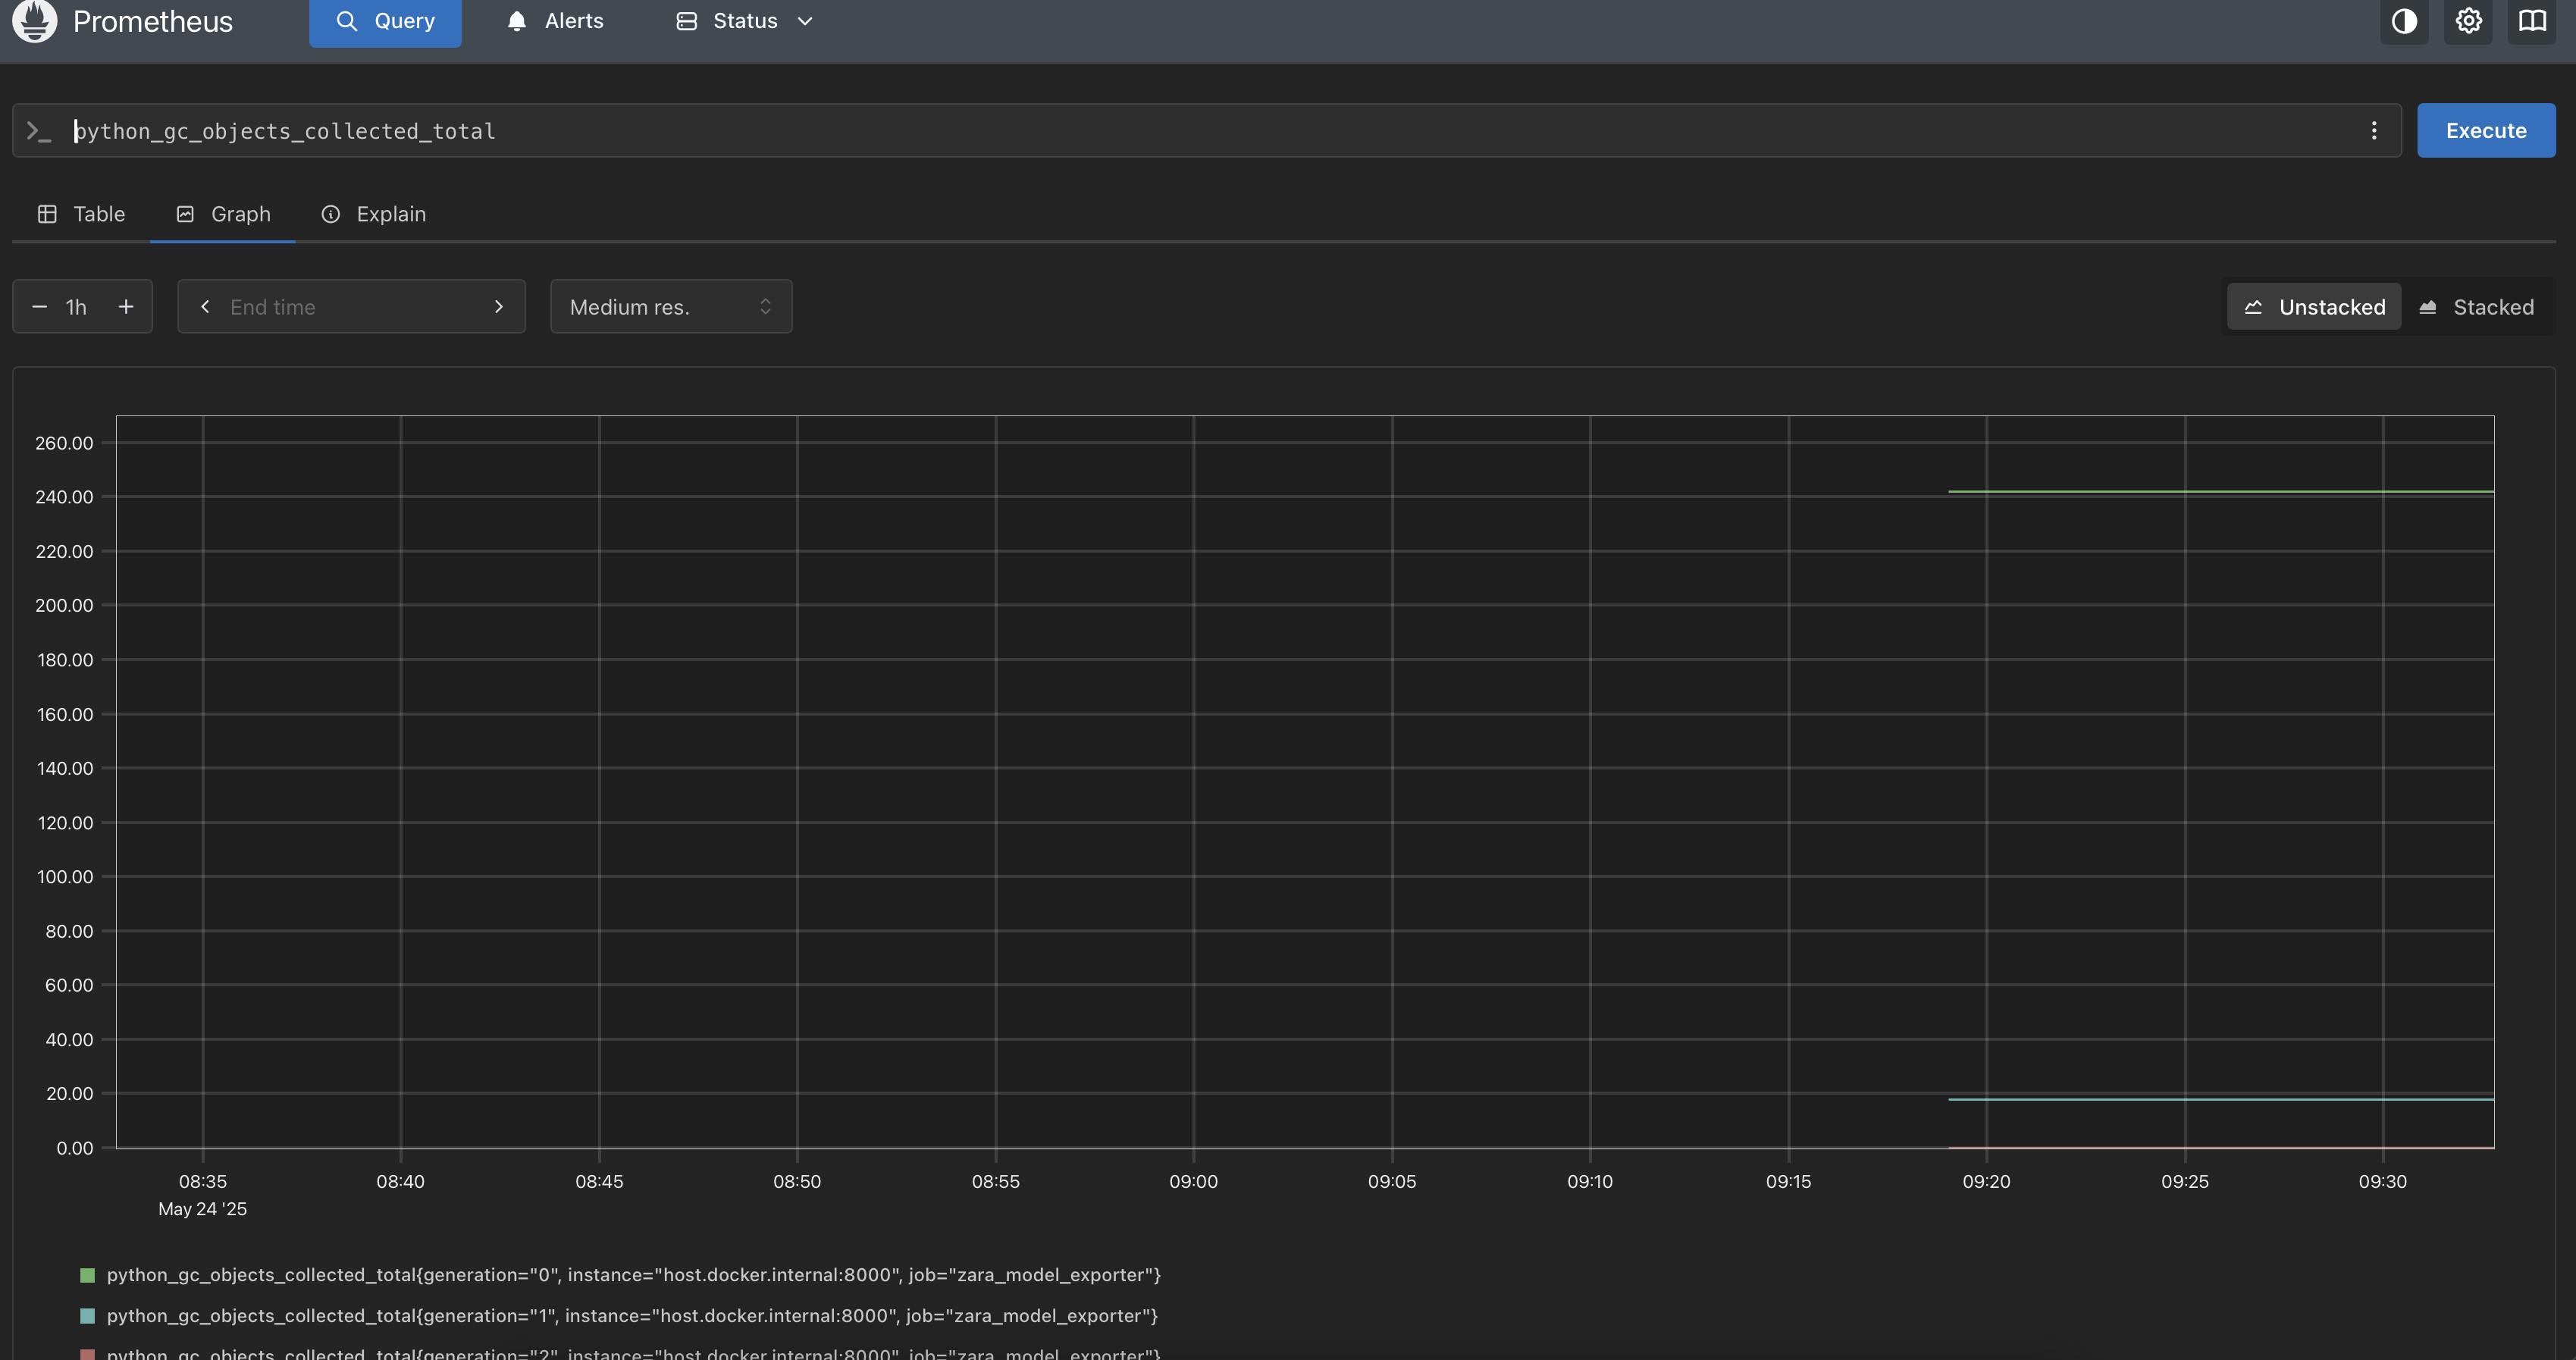 Prometheus Query Alerts Status
python_gc_objects_collected_total Execute
Table Graph Explain
1h End time Medium res. Unstacked Stacked
260.00
240.00
220.00
200.00
180.00
160.00
140.00
120.00
100.00
80.00
60.00
40.00
20.00
0.00
08:35 08:40 08:45 08:50 08:55 09:00 09:05 09:10 09:15 09:20 09:25 09:30
May 24 '25
python_gc_objects_collected_total{generation="0", instance="host.docker.internal:8000", job="zara_model_exporter"}
python_gc_objects_collected_total{generation="1", instance="host.docker.internal:8000", job="zara_model_exporter"}
python_gc_objects_collected_total{generation="2", instance="host.docker.internal:8000", job="zara_model_exporter"}